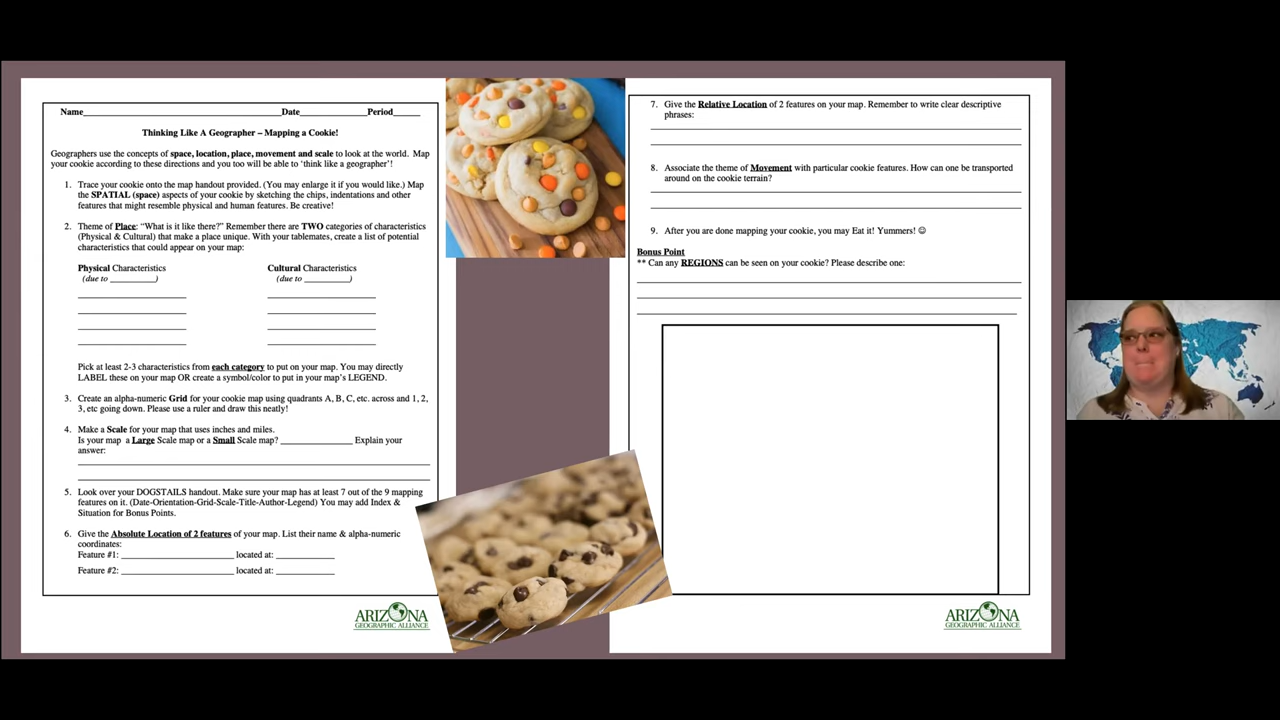 Name____________________Date____________Period______
Thinking Like A Geographer – Mapping a Cookie!
Geographers use the concepts of space, location, place, movement and scale to look at the world. Map
your cookie according to these directions and you too will be able to ‘think like a geographer’!
1. Trace your cookie onto the map handout provided. (You may enlarge it if you would like.) Map
the SPATIAL (space) aspects of your cookie by sketching the chips, indentations and other
features that might resemble physical and human features. Be creative!
2. Theme of Place: “What is it like there?” Remember there are TWO categories of characteristics
(Physical & Cultural) that make a place unique. With your tablemates, create a list of potential
characteristics that could appear on your map:
Physical Characteristics Cultural Characteristics
(due to __________) (due to __________)
Pick at least 2-3 characteristics from each category to put on your map. You may directly
LABEL these on your map OR create a symbol/color to put in your map’s LEGEND.
3. Create an alpha-numeric Grid for your cookie map using quadrants A, B, C, etc. across and 1, 2,
3, etc going down. Please use a ruler and draw this neatly!
4. Make a Scale for your map that uses inches and miles.
Is your map a Large Scale map or a Small Scale map? ________________ Explain your
answer:
5. Look over your DOGSTAILS handout. Make sure your map has at least 7 out of the 9 mapping
features on it. (Date-Orientation-Grid-Scale-Title-Author-Legend) You may add Index &
Situation for Bonus Points.
6. Give the Absolute Location of 2 features of your map. List their name & alpha-numeric
coordinates:
Feature #1: _________________________ located at: _____________
Feature #2: _________________________ located at: _____________
ARIZONA
GEOGRAPHIC ALLIANCE
7. Give the Relative Location of 2 features on your map. Remember to write clear descriptive
phrases:
8. Associate the theme of Movement with particular cookie features. How can one be transported
around on the cookie terrain?
9. After you are done mapping your cookie, you may Eat it! Yummers! ☺
Bonus Point
** Can any REGIONS can be seen on your cookie? Please describe one:
ARIZONA
GEOGRAPHIC ALLIANCE